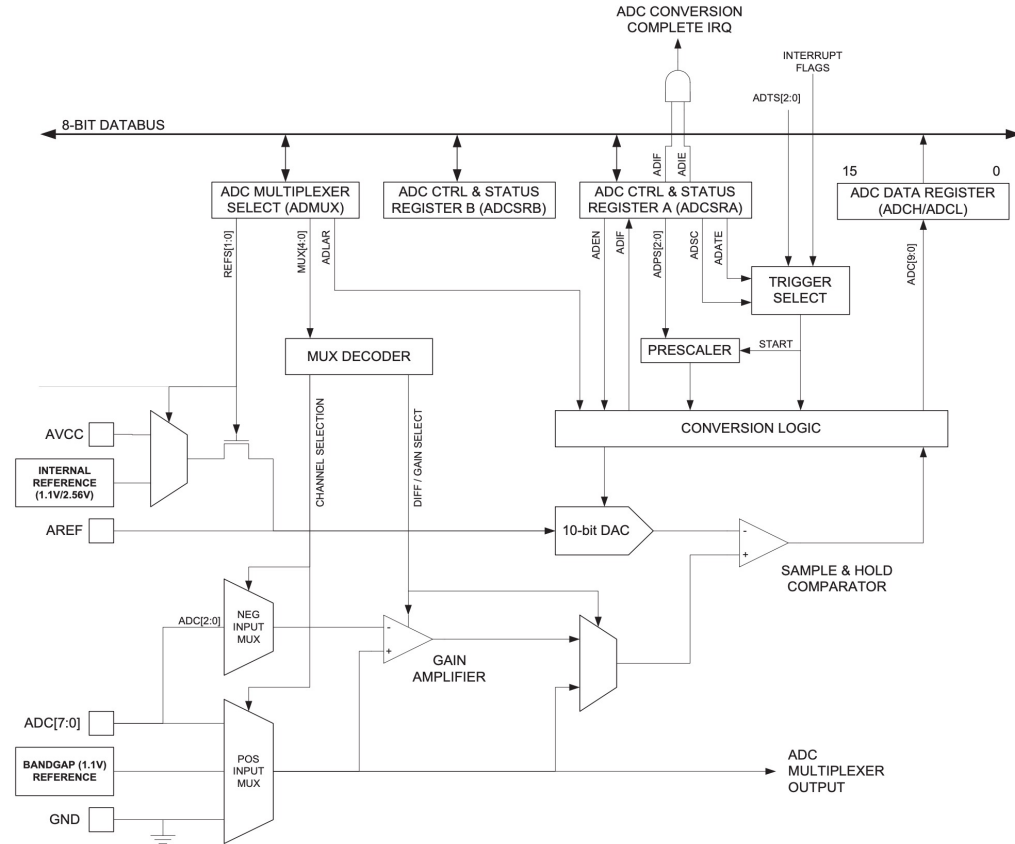 ADC CONVERSION
COMPLETE IRQ
INTERRUPT
FLAGS
ADTS[2:0]
8-BIT DATABUS
ADIF
ADIE
15
0
ADC MULTIPLEXER
SELECT (ADMUX)
ADC CTRL & STATUS
REGISTER B (ADCSRB)
ADC CTRL & STATUS
REGISTER A (ADCSRA)
ADC DATA REGISTER
(ADCH/ADCL)
REFS[1:0]
MUX[4:0]
ADLAR
ADEN
ADIF
ADPS[2:0]
ADSC
ADATE
ADC[9:0]
TRIGGER
SELECT
MUX DECODER
PRESCALER
START
CONVERSION LOGIC
AVCC
INTERNAL
REFERENCE
(1.1V/2.56V)
CHANNEL SELECTION
DIFF / GAIN SELECT
AREF
10-bit DAC
-
+
SAMPLE & HOLD
COMPARATOR
ADC[2:0]
NEG
INPUT
MUX
-
+
GAIN
AMPLIFIER
ADC[7:0]
BANDGAP (1.1V)
REFERENCE
POS
INPUT
MUX
ADC
MULTIPLEXER
OUTPUT
GND